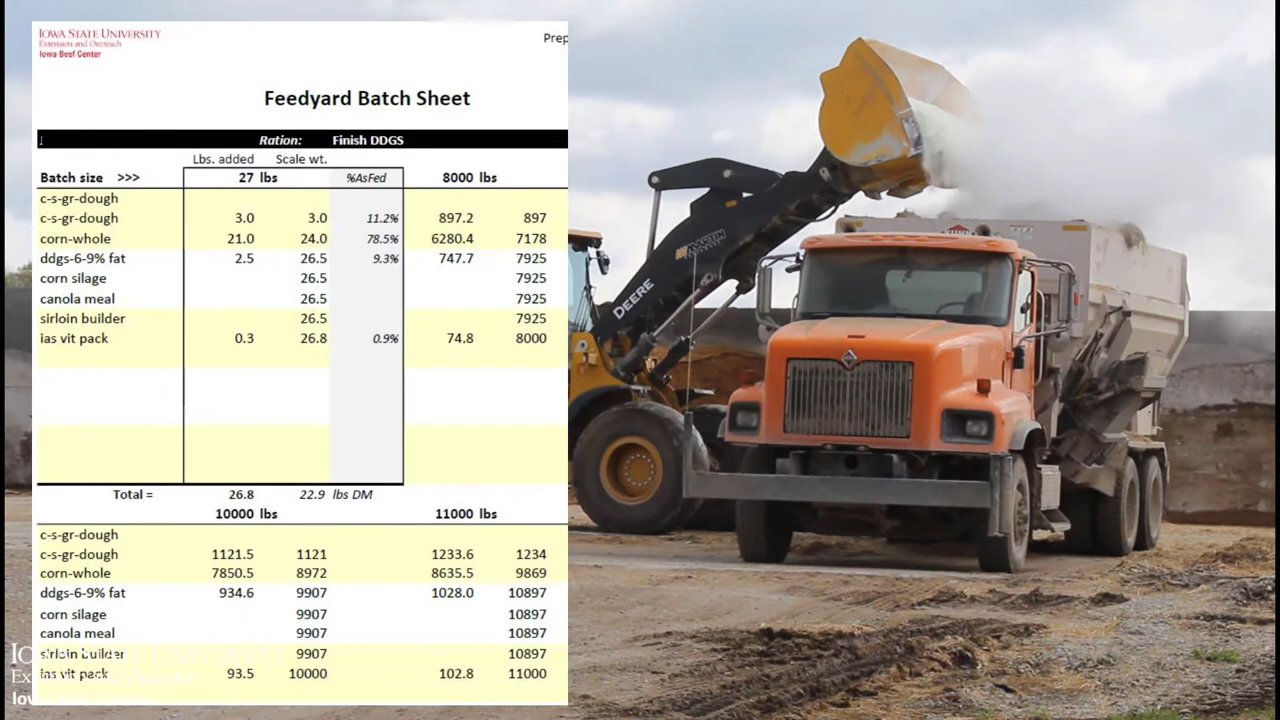 IOWA STATE UNIVERSITY
Extension and Outreach
Iowa Beef Center
Prep
Feedyard Batch Sheet
Ration: Finish DDGS
Lbs. added Scale wt.
Batch size >>> 27 lbs %AsFed 8000 lbs
c-s-gr-dough
c-s-gr-dough 3.0 3.0 11.2% 897.2 897
corn-whole 21.0 24.0 78.5% 6280.4 7178
ddgs-6-9% fat 2.5 26.5 9.3% 747.7 7925
corn silage 26.5 7925
canola meal 26.5 7925
sirloin builder 26.5 7925
ias vit pack 0.3 26.8 0.9% 74.8 8000
Total = 26.8 22.9 lbs DM
10000 lbs 11000 lbs
c-s-gr-dough
c-s-gr-dough 1121.5 1121 1233.6 1234
corn-whole 7850.5 8972 8635.5 9869
ddgs-6-9% fat 934.6 9907 1028.0 10897
corn silage 9907 10897
canola meal 9907 10897
sirloin builder 9907 10897
ias vit pack 93.5 10000 102.8 11000
DEERE
MARTIN